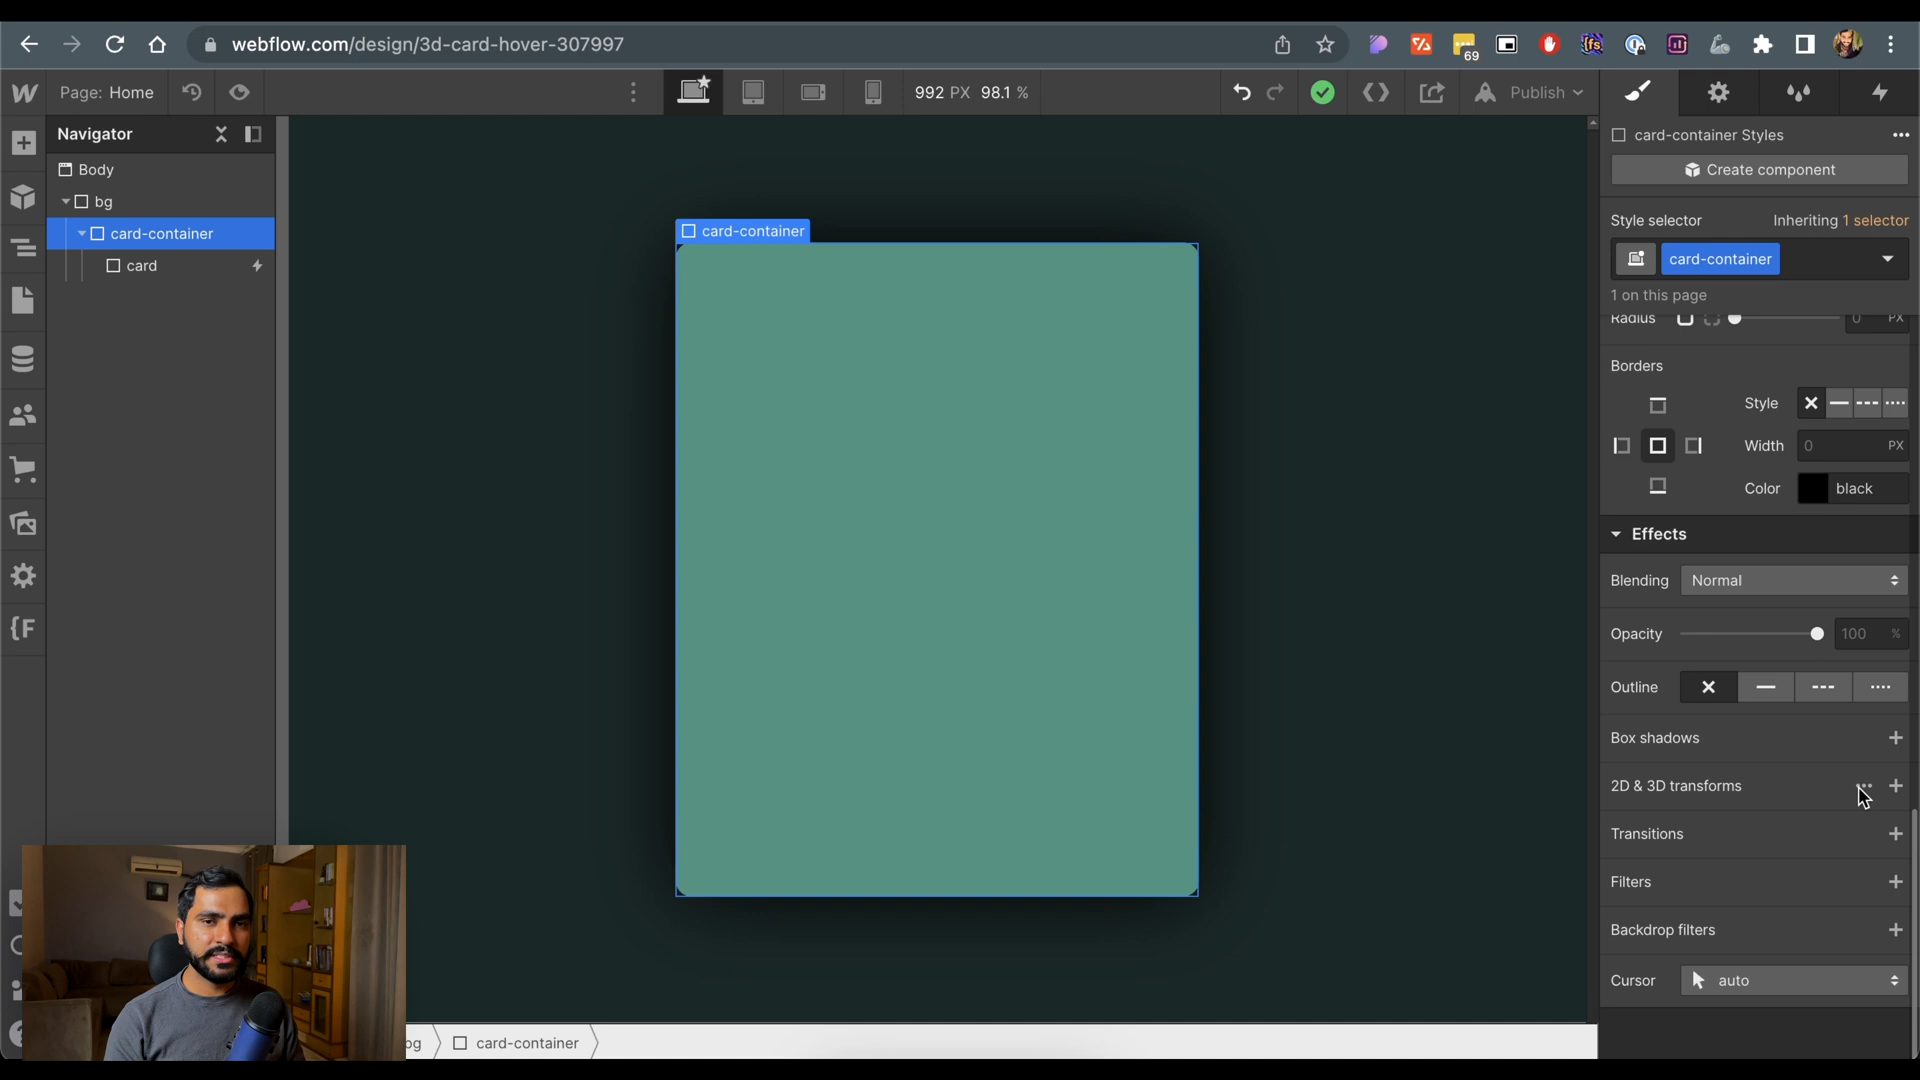 webflow.com/design/3d-card-hover-307997
69
Page: Home
992 PX 98.1 %
Publish
Navigator
Body
bg
card-container
card
card-container
card-container Styles
Create component
Style selector
Inheriting 1 selector
card-container
1 on this page
Radius
0 PX
Borders
Style
Width
0 PX
Color
black
Effects
Blending
Normal
Opacity
100 %
Outline
Box shadows
2D & 3D transforms
Transitions
Filters
Backdrop filters
Cursor
auto
bg
card-container